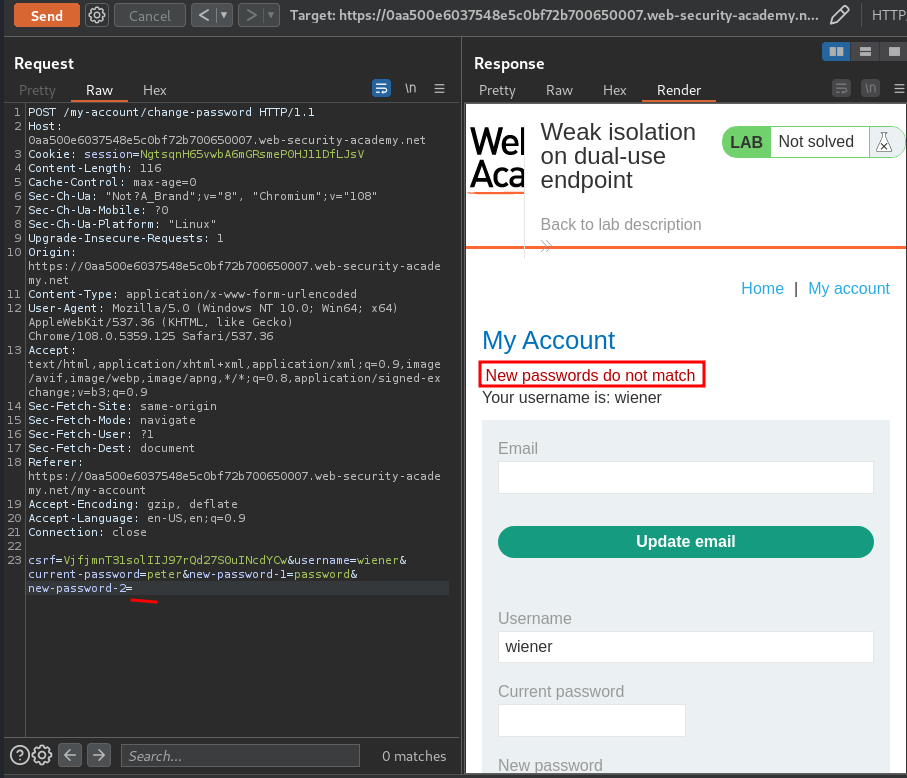 Send
Cancel
<
>
Target: https://0aa500e6037548e5c0bf72b700650007.web-security-academy.n...
HTTP/
Request
Pretty
Raw
Hex
\n
1 POST /my-account/change-password HTTP/1.1
2 Host:
0aa500e6037548e5c0bf72b700650007.web-security-academy.net
3 Cookie: session=NgtsqnH65vwbA6mGRsmeP0HJ11DfLJsV
4 Content-Length: 116
5 Cache-Control: max-age=0
6 Sec-Ch-Ua: "Not?A_Brand";v="8", "Chromium";v="108"
7 Sec-Ch-Ua-Mobile: ?0
8 Sec-Ch-Ua-Platform: "Linux"
9 Upgrade-Insecure-Requests: 1
10 Origin:
https://0aa500e6037548e5c0bf72b700650007.web-security-acade
my.net
11 Content-Type: application/x-www-form-urlencoded
12 User-Agent: Mozilla/5.0 (Windows NT 10.0; Win64; x64)
AppleWebKit/537.36 (KHTML, like Gecko)
Chrome/108.0.5359.125 Safari/537.36
13 Accept:
text/html,application/xhtml+xml,application/xml;q=0.9,image
/avif,image/webp,image/apng,*/*;q=0.8,application/signed-ex
change;v=b3;q=0.9
14 Sec-Fetch-Site: same-origin
15 Sec-Fetch-Mode: navigate
16 Sec-Fetch-User: ?1
17 Sec-Fetch-Dest: document
18 Referer:
https://0aa500e6037548e5c0bf72b700650007.web-security-acade
my.net/my-account
19 Accept-Encoding: gzip, deflate
20 Accept-Language: en-US,en;q=0.9
21 Connection: close
22
23 csrf=VjfjmnT31solIIJ97rQd27S0uINcdYCw&username=wiener&
current-password=peter&new-password-1=password&
new-password-2=
Search...
0 matches
Response
Pretty
Raw
Hex
Render
\n
Wel
Aca
Weak isolation
on dual-use
endpoint
LAB
Not solved
Back to lab description
Home | My account
My Account
New passwords do not match
Your username is: wiener
Email
Update email
Username
wiener
Current password
New password